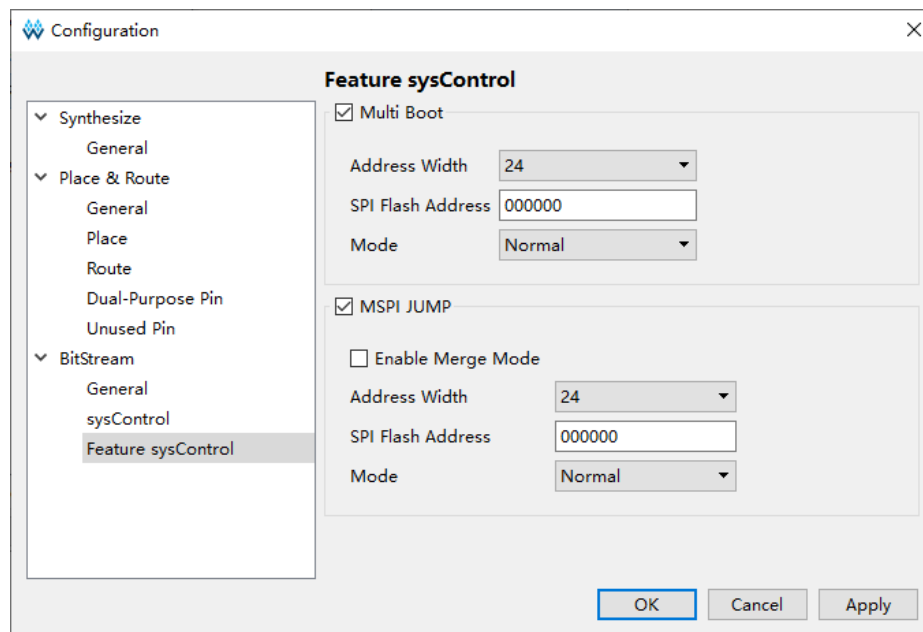 Configuration
Synthesize
General
Place & Route
General
Place
Route
Dual-Purpose Pin
Unused Pin
BitStream
General
sysControl
Feature sysControl
Feature sysControl
Multi Boot
Address Width 24
SPI Flash Address 000000
Mode Normal
MSPI JUMP
Enable Merge Mode
Address Width 24
SPI Flash Address 000000
Mode Normal
OK Cancel Apply